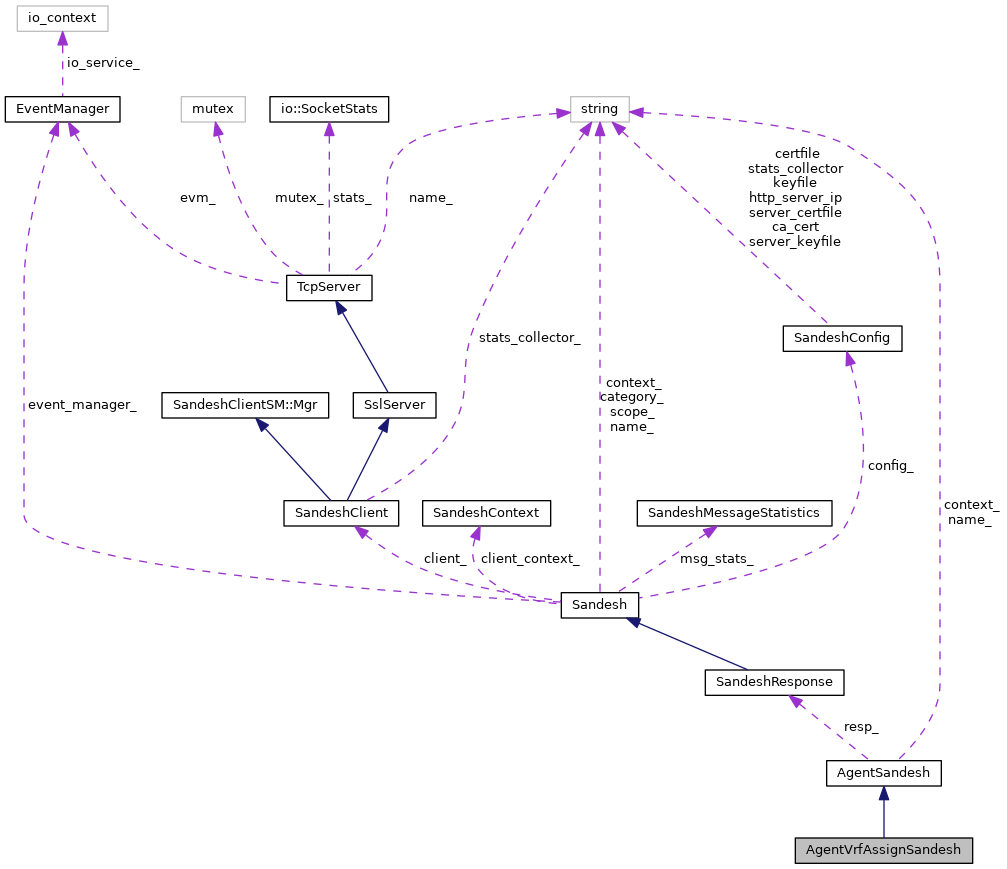 io_context
io_service_
EventManager
mutex
io::SocketStats
string
certfile
stats_collector
keyfile
http_server_ip
server_certfile
ca_cert
server_keyfile
evm_
mutex_
stats_
name_
TcpServer
stats_collector_
SandeshConfig
event_manager_
SandeshClientSM::Mgr
SslServer
context_
category_
scope_
name_
config_
SandeshClient
SandeshContext
SandeshMessageStatistics
context_
name_
client_
client_context_
msg_stats_
Sandesh
SandeshResponse
resp_
AgentSandesh
AgentVrfAssignSandesh